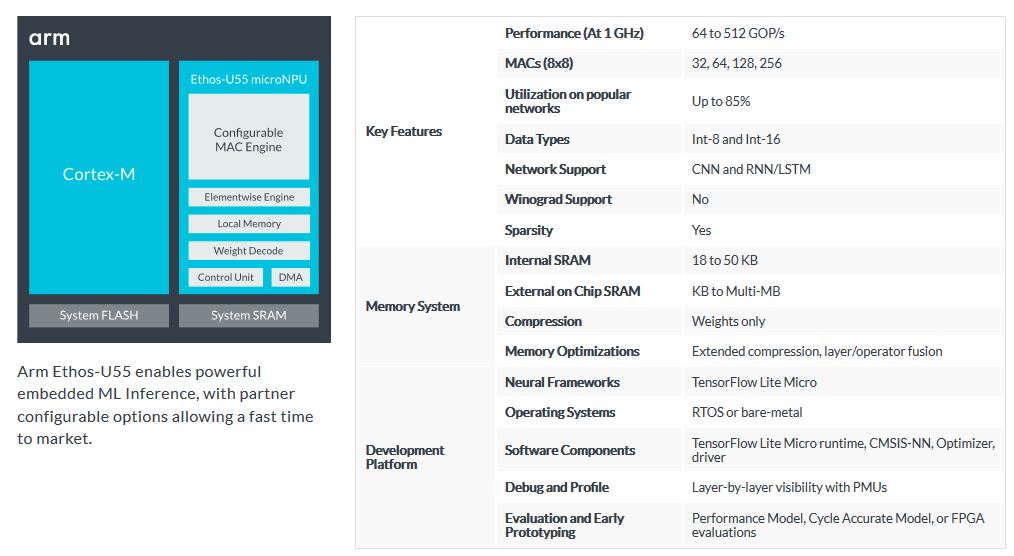 arm
Cortex-M
Ethos-U55 microNPU
Configurable
MAC Engine
Elementwise Engine
Local Memory
Weight Decode
Control Unit
DMA
System FLASH
System SRAM
Arm Ethos-U55 enables powerful
embedded ML Inference, with partner
configurable options allowing a fast time
to market.
Key Features
Performance (At 1 GHz) 64 to 512 GOP/s
MACs (8x8) 32, 64, 128, 256
Utilization on popular
networks
Up to 85%
Data Types Int-8 and Int-16
Network Support CNN and RNN/LSTM
Winograd Support No
Sparsity Yes
Memory System
Internal SRAM 18 to 50 KB
External on Chip SRAM KB to Multi-MB
Compression Weights only
Memory Optimizations Extended compression, layer/operator fusion
Development
Platform
Neural Frameworks TensorFlow Lite Micro
Operating Systems RTOS or bare-metal
Software Components
TensorFlow Lite Micro runtime, CMSIS-NN, Optimizer,
driver
Debug and Profile Layer-by-layer visibility with PMUs
Evaluation and Early
Prototyping
Performance Model, Cycle Accurate Model, or FPGA
evaluations